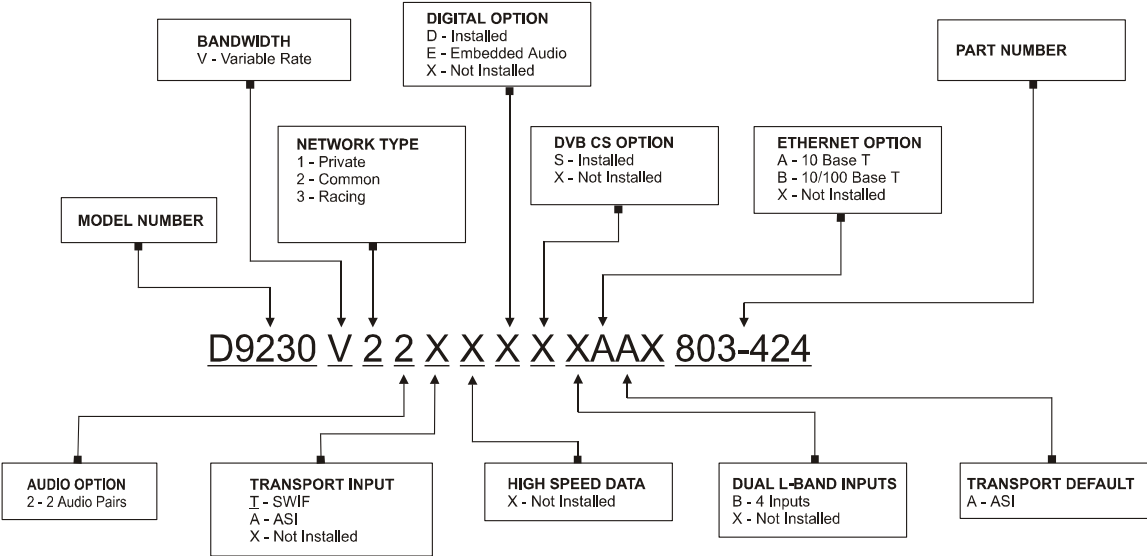 DIGITAL OPTION
D - Installed
E - Embedded Audio
X - Not Installed
BANDWIDTH
V - Variable Rate
PART NUMBER
NETWORK TYPE
1 - Private
2 - Common
3 - Racing
DVB CS OPTION
S - Installed
X - Not Installed
ETHERNET OPTION
A - 10 Base T
B - 10/100 Base T
X - Not Installed
MODEL NUMBER
D9230 V 2 2 X X X X XAAX 803-424
AUDIO OPTION
2 - 2 Audio Pairs
TRANSPORT INPUT
T - SWIF
A - ASI
X - Not Installed
HIGH SPEED DATA
X - Not Installed
DUAL L-BAND INPUTS
B - 4 Inputs
X - Not Installed
TRANSPORT DEFAULT
A - ASI